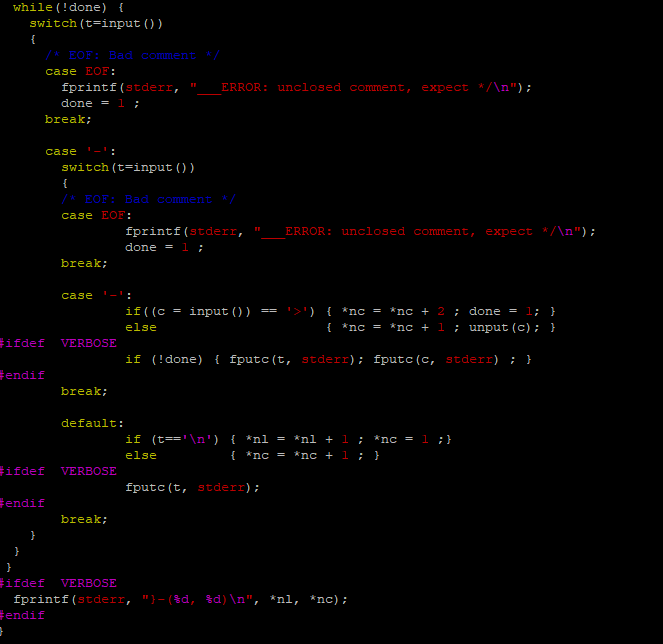 while(!done) {
switch(t=input())
{
/* EOF: Bad comment */
case EOF:
fprintf(stderr, "___ERROR: unclosed comment, expect */\n");
done = 1 ;
break;
case '-':
switch(t=input())
{
/* EOF: Bad comment */
case EOF:
fprintf(stderr, "___ERROR: unclosed comment, expect */\n");
done = 1 ;
break;
case '-':
if((c = input()) == '>') { *nc = *nc + 2 ; done = 1; }
else { *nc = *nc + 1 ; unput(c); }
#ifdef VERBOSE
if (!done) { fputc(t, stderr); fputc(c, stderr) ; }
#endif
break;
default:
if (t=='\n') { *nl = *nl + 1 ; *nc = 1 ;}
else { *nc = *nc + 1 ; }
#ifdef VERBOSE
fputc(t, stderr);
#endif
break;
}
}
}
#ifdef VERBOSE
fprintf(stderr, "}-(%d, %d)\n", *nl, *nc);
#endif
}